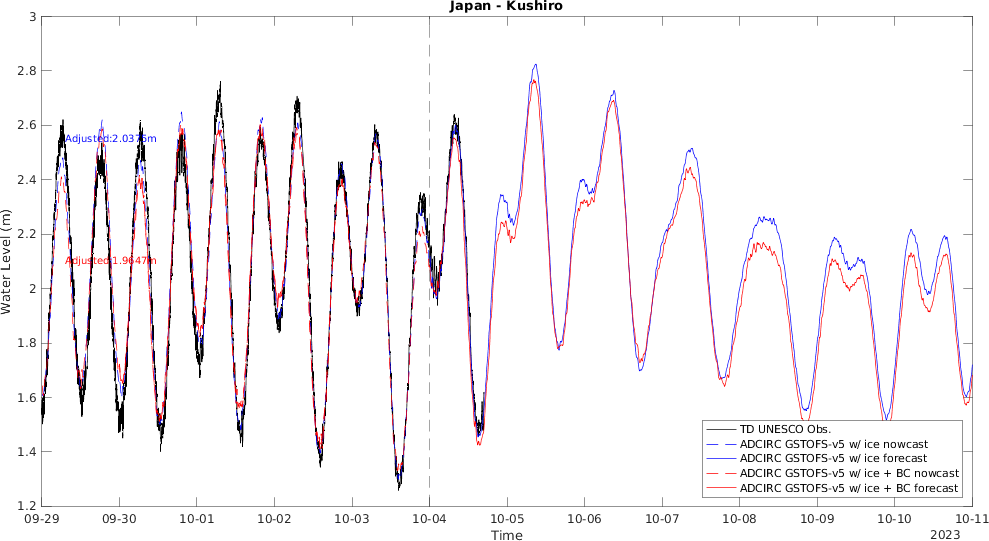 Japan - Kushiro
3
2.8
2.6
2.4
2.2
2
1.8
1.6
1.4
1.2
Water Level (m)
Adjusted:2.0375m
Adjusted:1.9647m
TD UNESCO Obs.
ADCIRC GSTOFS-v5 w/ ice nowcast
ADCIRC GSTOFS-v5 w/ ice forecast
ADCIRC GSTOFS-v5 w/ ice + BC nowcast
ADCIRC GSTOFS-v5 w/ ice + BC forecast
09-29 09-30 10-01 10-02 10-03 10-04 10-05 10-06 10-07 10-08 10-09 10-10 10-11
Time
2023